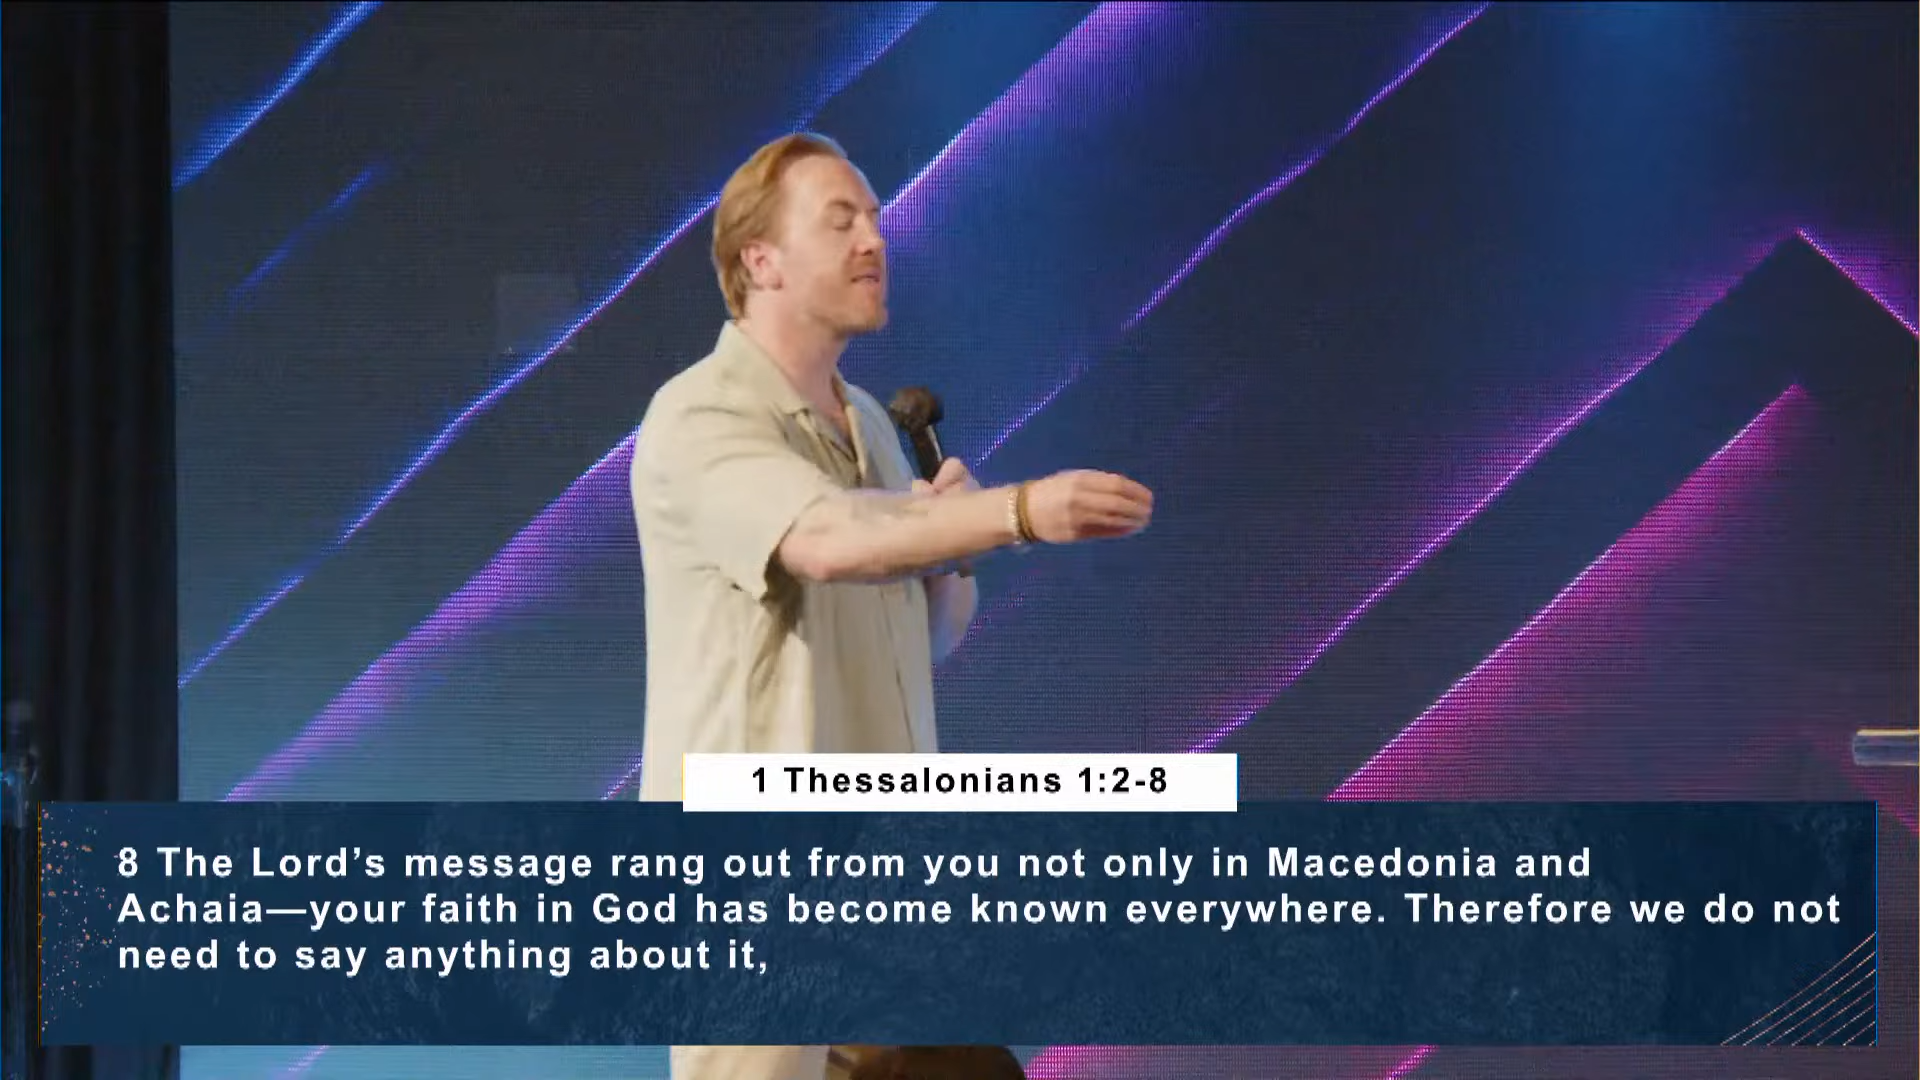 1 Thessalonians 1:2-8
8 The Lord’s message rang out from you not only in Macedonia and
Achaia—your faith in God has become known everywhere. Therefore we do not
need to say anything about it,